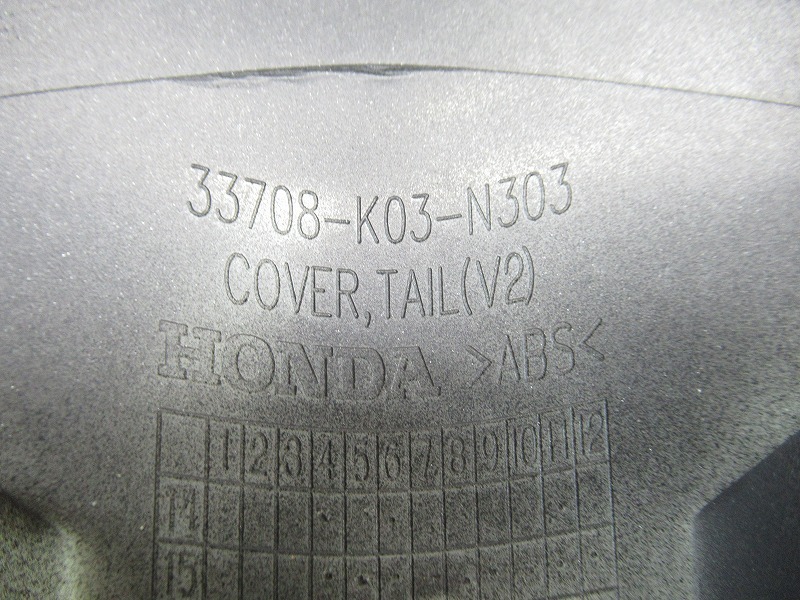 33708-K03-N303
COVER,TAIL(V2)
HONDA >ABS<
1 2 3 4 5 6 7 8 9 10 11 12
14
15